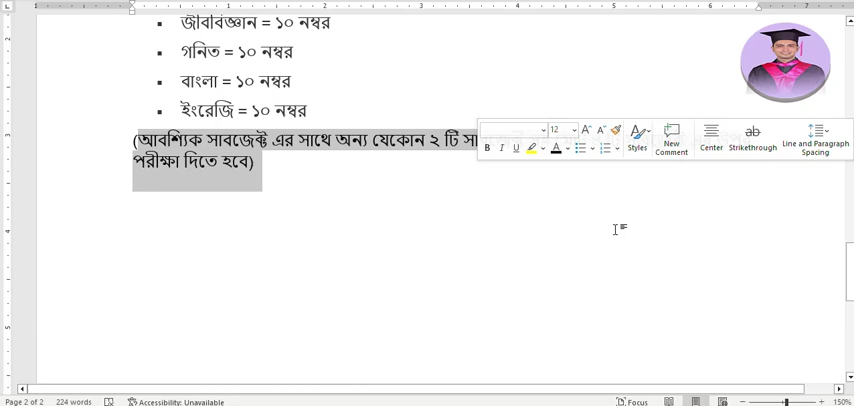 জীববিজ্ঞান = ১০ নম্বর
গনিত = ১০ নম্বর
বাংলা = ১০ নম্বর
ইংরেজি = ১০ নম্বর
(আবশ্যিক সাবজেক্ট এর সাথে অন্য যেকোন ২ টি
পরীক্ষা দিতে হবে)
12
Styles
New Comment
Center
Strikethrough
Line and Paragraph Spacing
Page 2 of 2 224 words Accessibility: Unavailable Focus 150%